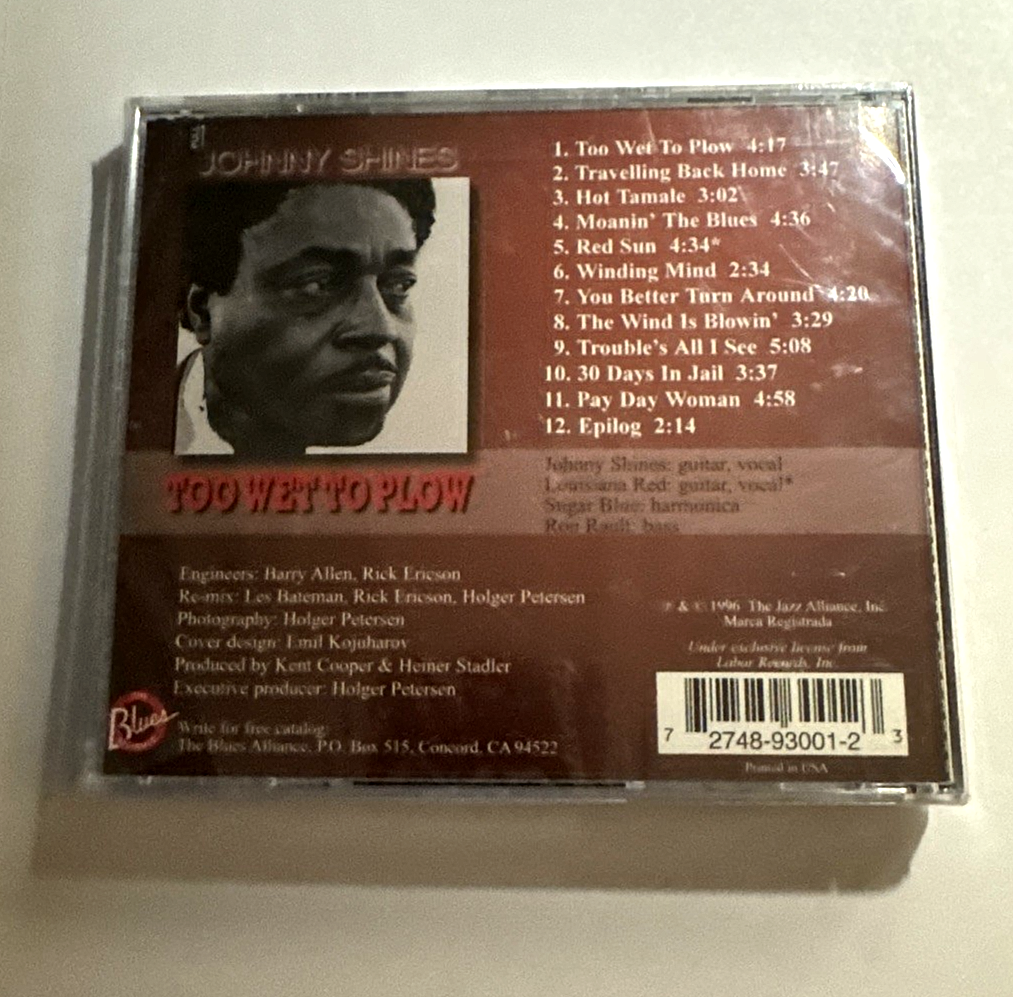 JOHNNY SHINES
TOO WET TO PLOW
1. Too Wet To Plow 4:17
2. Travelling Back Home 3:47
3. Hot Tamale 3:02
4. Moanin' The Blues 4:36
5. Red Sun 4:34*
6. Winding Mind 2:34
7. You Better Turn Around 4:20
8. The Wind Is Blowin' 3:29
9. Trouble's All I See 5:08
10. 30 Days In Jail 3:37
11. Pay Day Woman 4:58
12. Epilog 2:14
Johnny Shines: guitar, vocal
Louisiana Red: guitar, vocal*
Sugar Blue: harmonica
Ron Rault: bass
Engineers: Harry Allen, Rick Ericson
Re-mix: Les Bateman, Rick Ericson, Holger Petersen
Photography: Holger Petersen
Cover design: Emil Kojuharov
Produced by Kent Cooper & Heiner Stadler
Executive producer: Holger Petersen
Blues
Write for free catalog:
The Blues Alliance, P.O. Box 515, Concord, CA 94522
℗ & © 1996 The Jazz Alliance, Inc.
Marca Registrada
Under exclusive license from
Labor Records, Inc.
7 2748-93001-2 3
Printed in USA